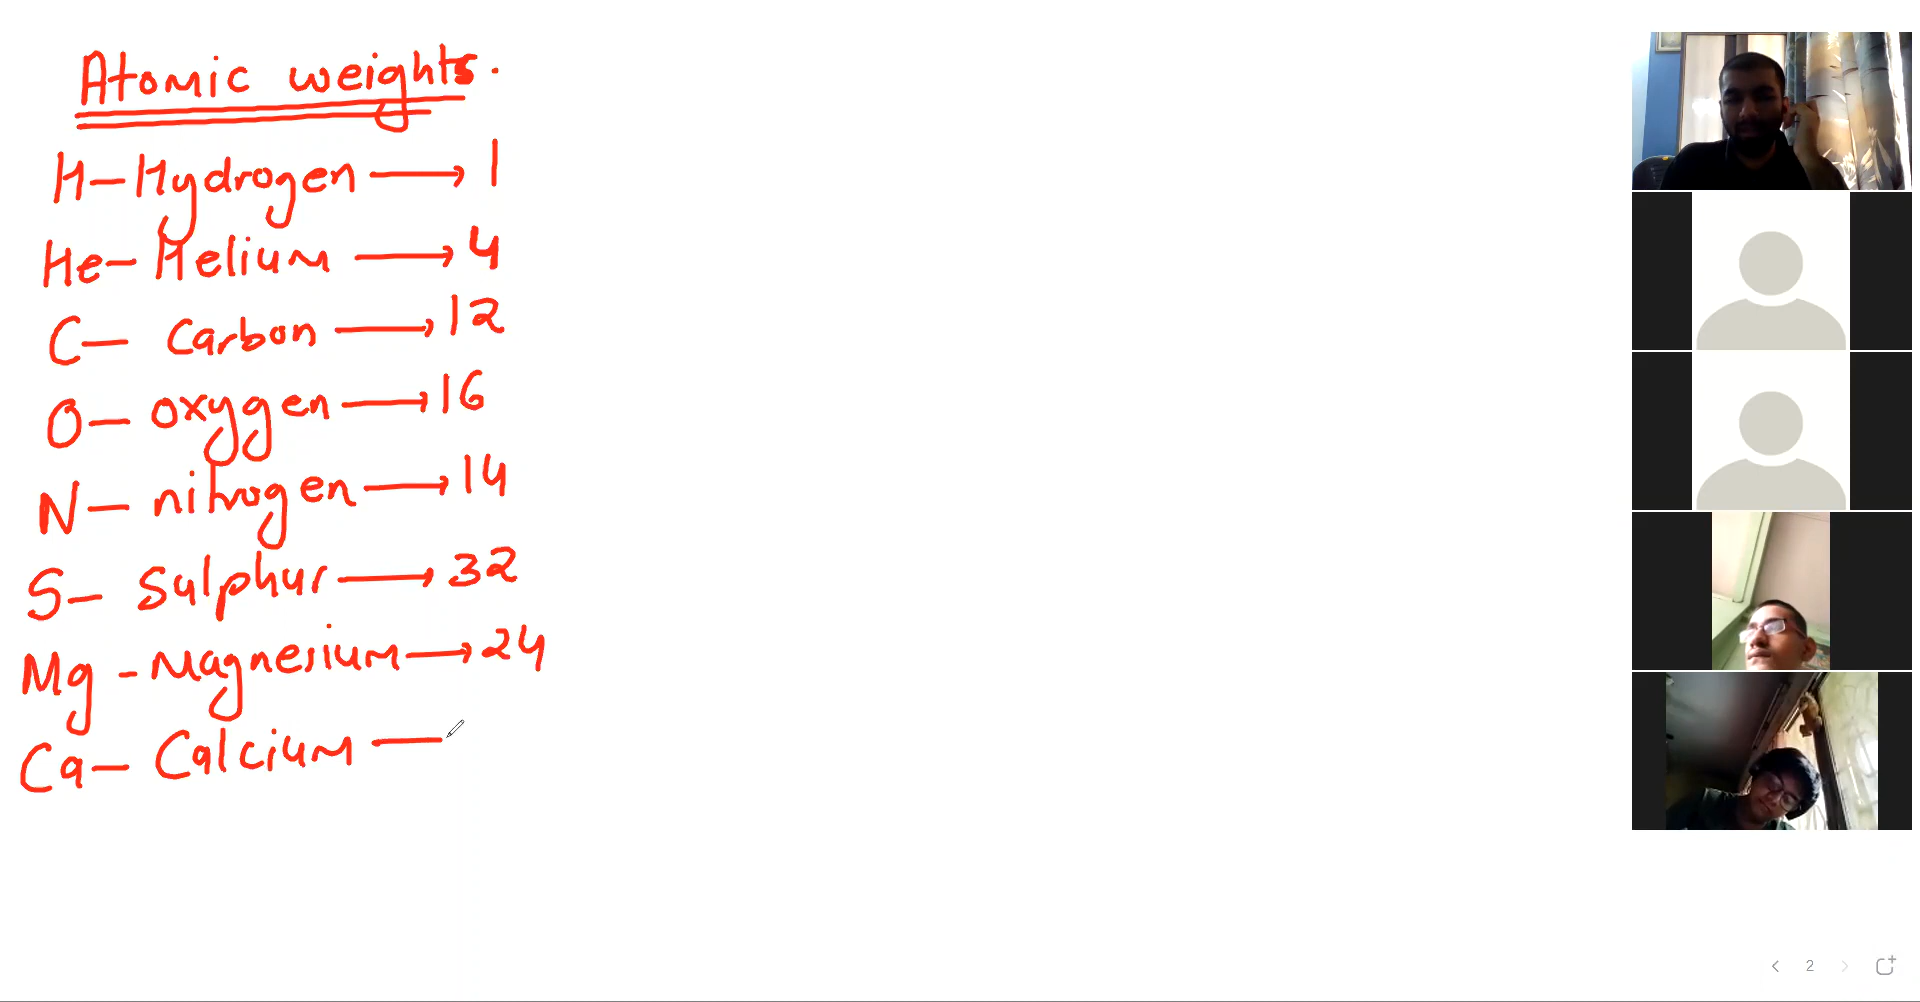 Atomic weights.
H– Hydrogen → 1
He– Helium → 4
C– Carbon → 12
O– oxygen → 16
N– nitrogen → 14
S– Sulphur → 32
Mg - Magnesium → 24
Ca– Calcium —
2